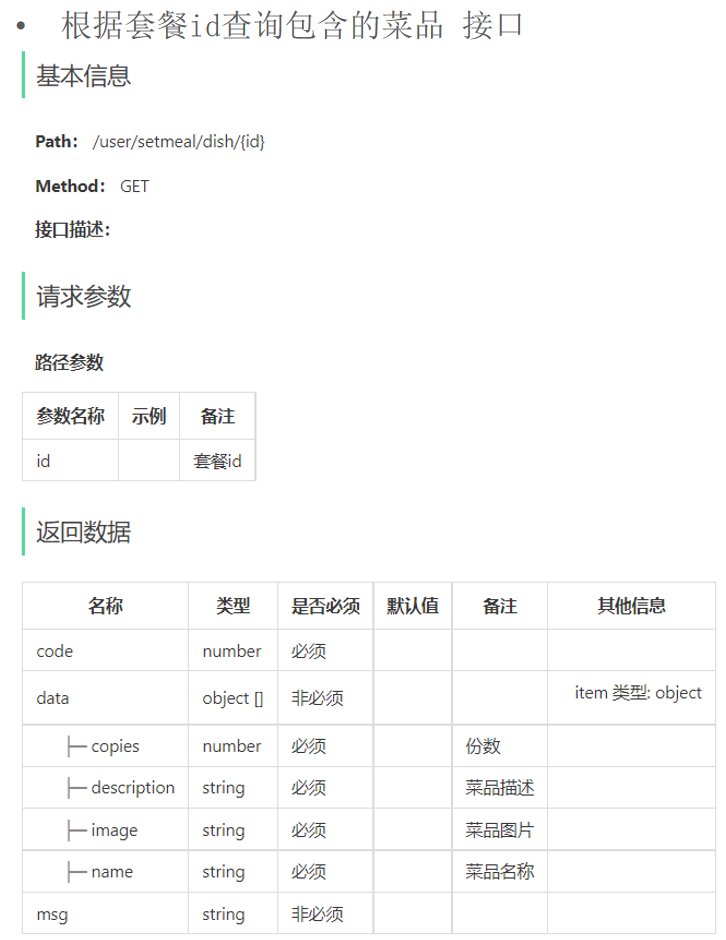 • 根据套餐id查询包含的菜品 接口
基本信息
Path： /user/setmeal/dish/{id}
Method： GET
接口描述：
请求参数
路径参数
参数名称 示例 备注
id 套餐id
返回数据
名称 类型 是否必须 默认值 备注 其他信息
code number 必须
data object [] 非必须 item 类型: object
├─ copies number 必须 份数
├─ description string 必须 菜品描述
├─ image string 必须 菜品图片
├─ name string 必须 菜品名称
msg string 非必须